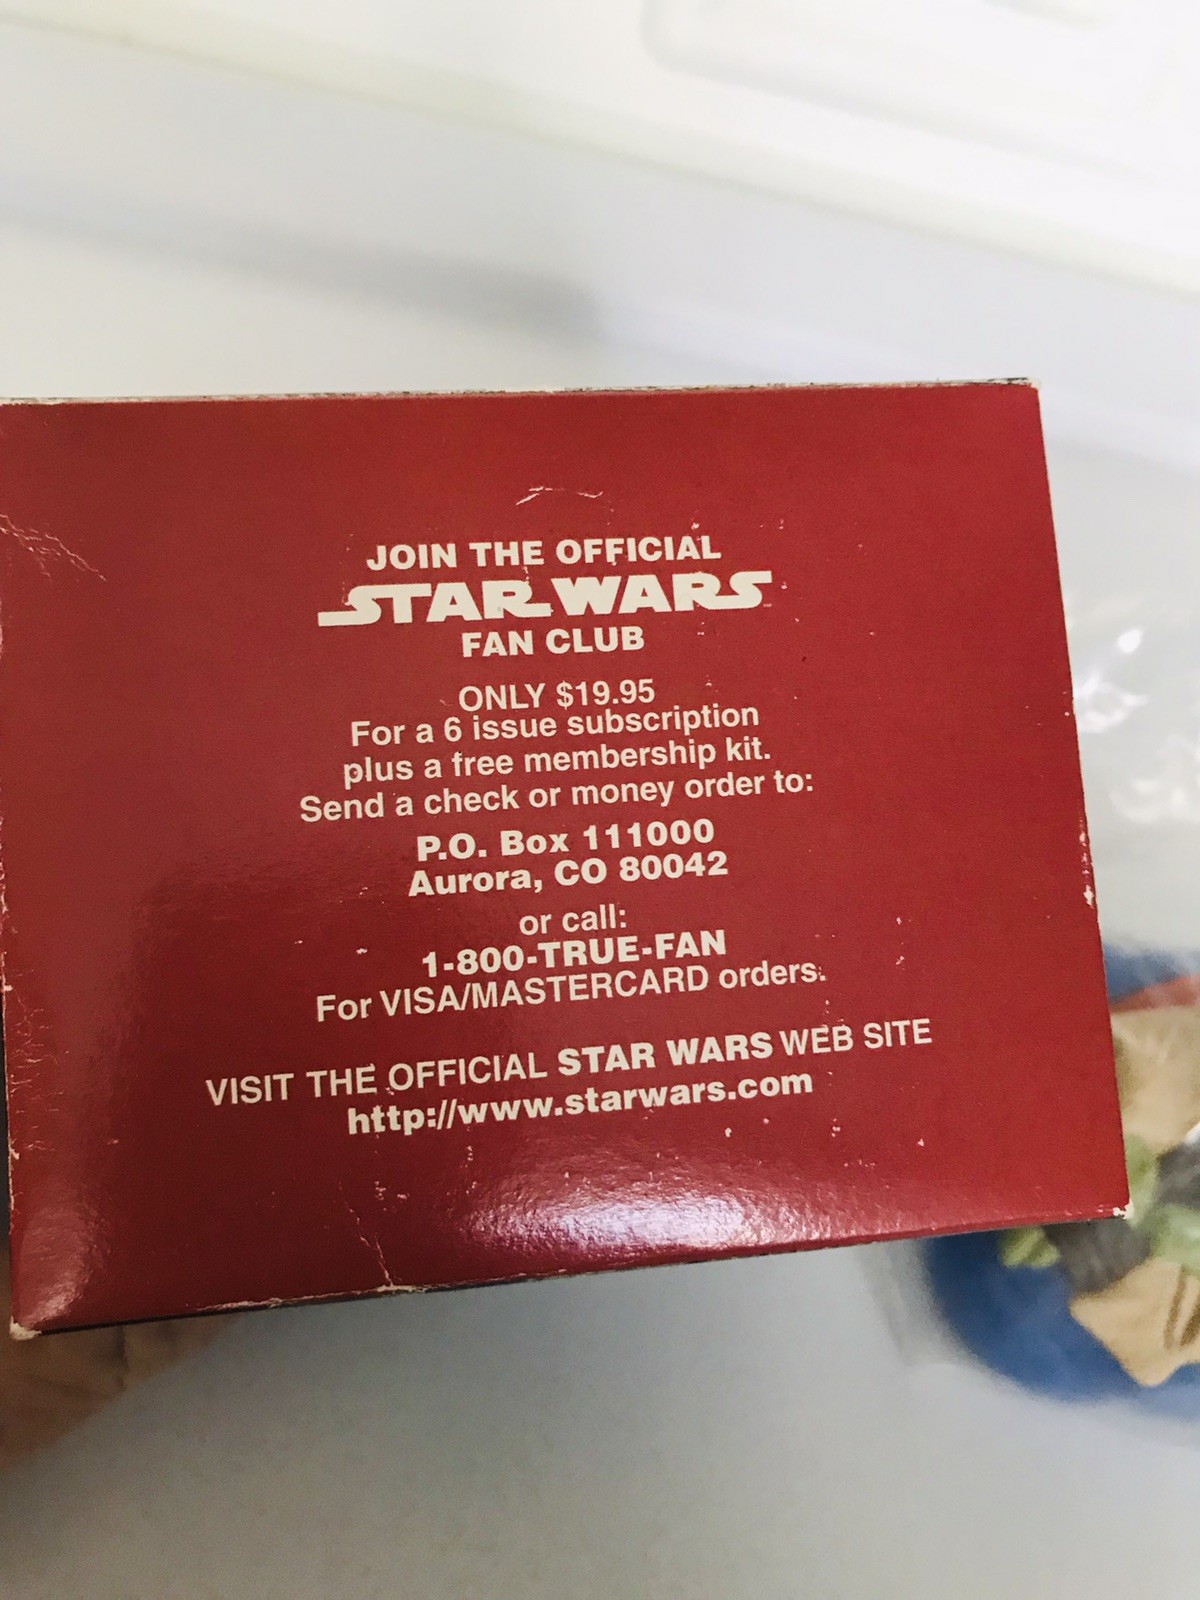 JOIN THE OFFICIAL
STAR WARS
FAN CLUB
ONLY $19.95
For a 6 issue subscription
plus a free membership kit.
Send a check or money order to:
P.O. Box 111000
Aurora, CO 80042
or call:
1-800-TRUE-FAN
For VISA/MASTERCARD orders.
VISIT THE OFFICIAL STAR WARS WEB SITE
http://www.starwars.com